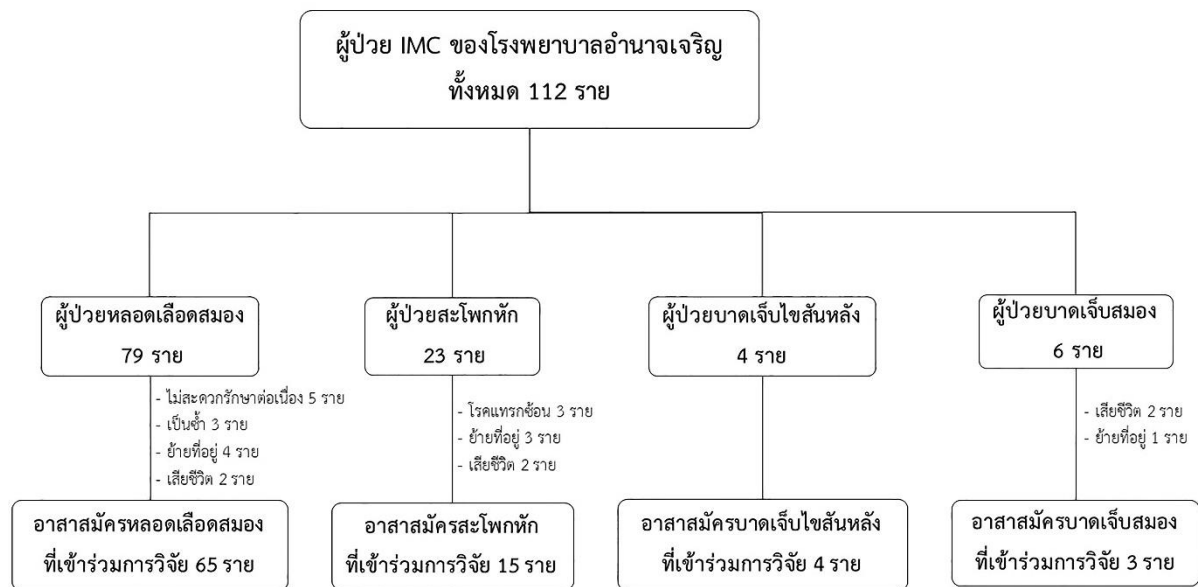 ผู้ป่วย IMC ของโรงพยาบาลอำนาจเจริญ
ทั้งหมด 112 ราย
ผู้ป่วยหลอดเลือดสมอง
79 ราย
ผู้ป่วยสะโพกหัก
23 ราย
ผู้ป่วยบาดเจ็บไขสันหลัง
4 ราย
ผู้ป่วยบาดเจ็บสมอง
6 ราย
- ไม่สะดวกรักษาต่อเนื่อง 5 ราย
- เป็นซ้ำ 3 ราย
- ย้ายที่อยู่ 4 ราย
- เสียชีวิต 2 ราย
- โรคแทรกซ้อน 3 ราย
- ย้ายที่อยู่ 3 ราย
- เสียชีวิต 2 ราย
- เสียชีวิต 2 ราย
- ย้ายที่อยู่ 1 ราย
อาสาสมัครหลอดเลือดสมอง
ที่เข้าร่วมการวิจัย 65 ราย
อาสาสมัครสะโพกหัก
ที่เข้าร่วมการวิจัย 15 ราย
อาสาสมัครบาดเจ็บไขสันหลัง
ที่เข้าร่วมการวิจัย 4 ราย
อาสาสมัครบาดเจ็บสมอง
ที่เข้าร่วมการวิจัย 3 ราย